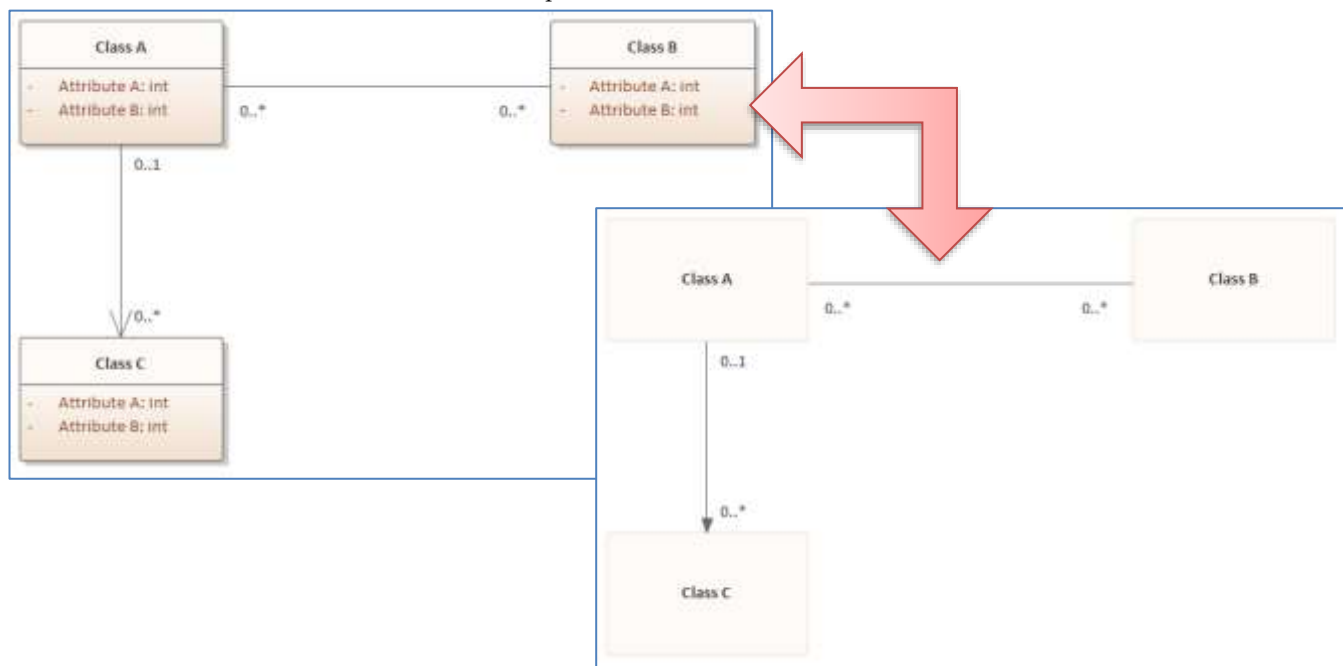 Class A
- Attribute A: int
- Attribute B: int
0..*
0..*
Class B
- Attribute A: int
- Attribute B: int
0..1
0..*
Class C
- Attribute A: int
- Attribute B: int
Class A
0..*
0..*
Class B
0..1
0..*
Class C